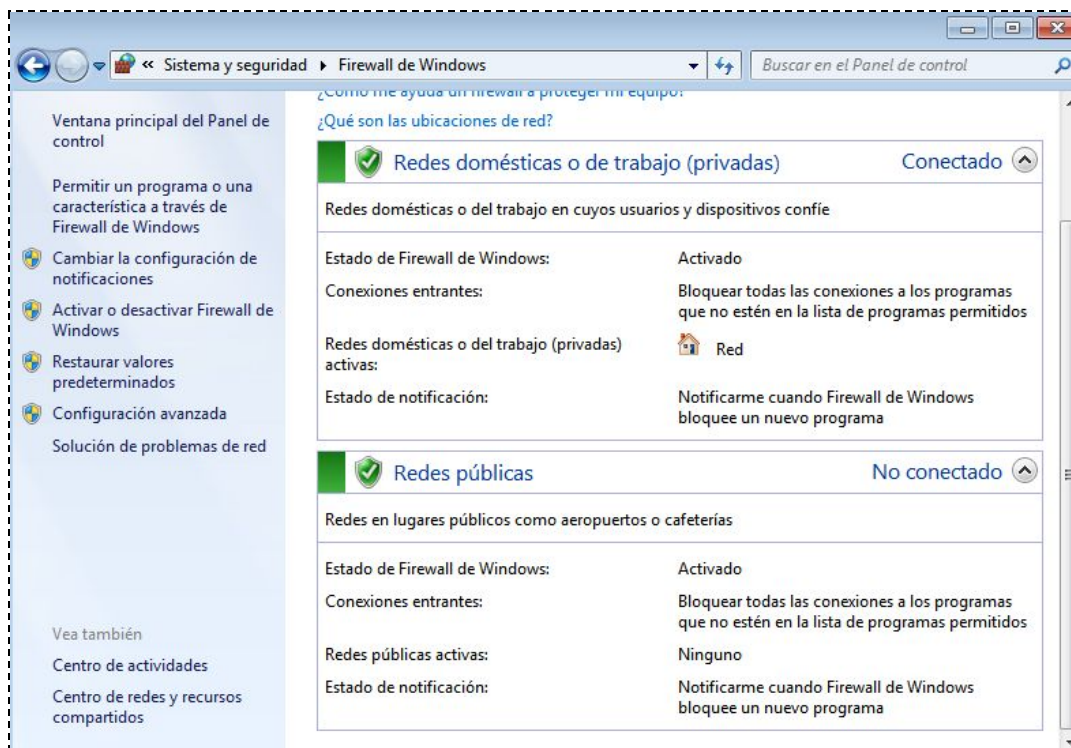 « Sistema y seguridad ▸ Firewall de Windows
Buscar en el Panel de control
¿Cómo me ayuda un firewall a proteger mi equipo?
¿Qué son las ubicaciones de red?
Ventana principal del Panel de
control
Permitir un programa o una
característica a través de
Firewall de Windows
Cambiar la configuración de
notificaciones
Activar o desactivar Firewall de
Windows
Restaurar valores
predeterminados
Configuración avanzada
Solución de problemas de red
Vea también
Centro de actividades
Centro de redes y recursos
compartidos
Redes domésticas o de trabajo (privadas) Conectado
Redes domésticas o del trabajo en cuyos usuarios y dispositivos confíe
Estado de Firewall de Windows: Activado
Conexiones entrantes: Bloquear todas las conexiones a los programas
que no estén en la lista de programas permitidos
Redes domésticas o del trabajo (privadas)
activas: Red
Estado de notificación: Notificarme cuando Firewall de Windows
bloquee un nuevo programa
Redes públicas No conectado
Redes en lugares públicos como aeropuertos o cafeterías
Estado de Firewall de Windows: Activado
Conexiones entrantes: Bloquear todas las conexiones a los programas
que no estén en la lista de programas permitidos
Redes públicas activas: Ninguno
Estado de notificación: Notificarme cuando Firewall de Windows
bloquee un nuevo programa